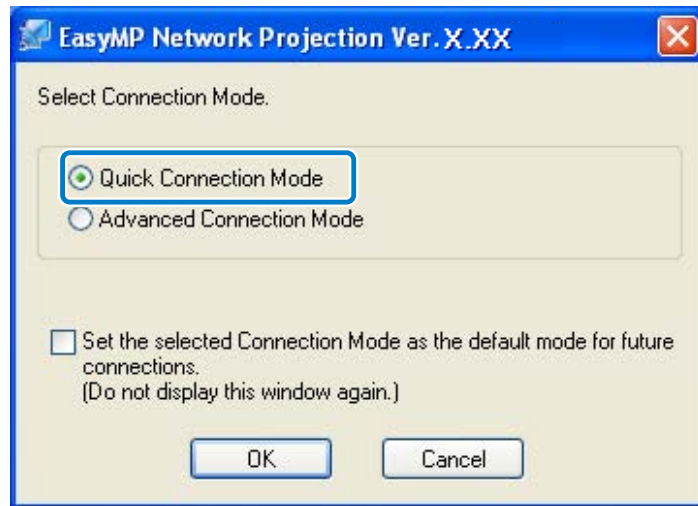 EasyMP Network Projection Ver. X.XX
Select Connection Mode.
Quick Connection Mode
Advanced Connection Mode
Set the selected Connection Mode as the default mode for future
connections.
(Do not display this window again.)
OK
Cancel